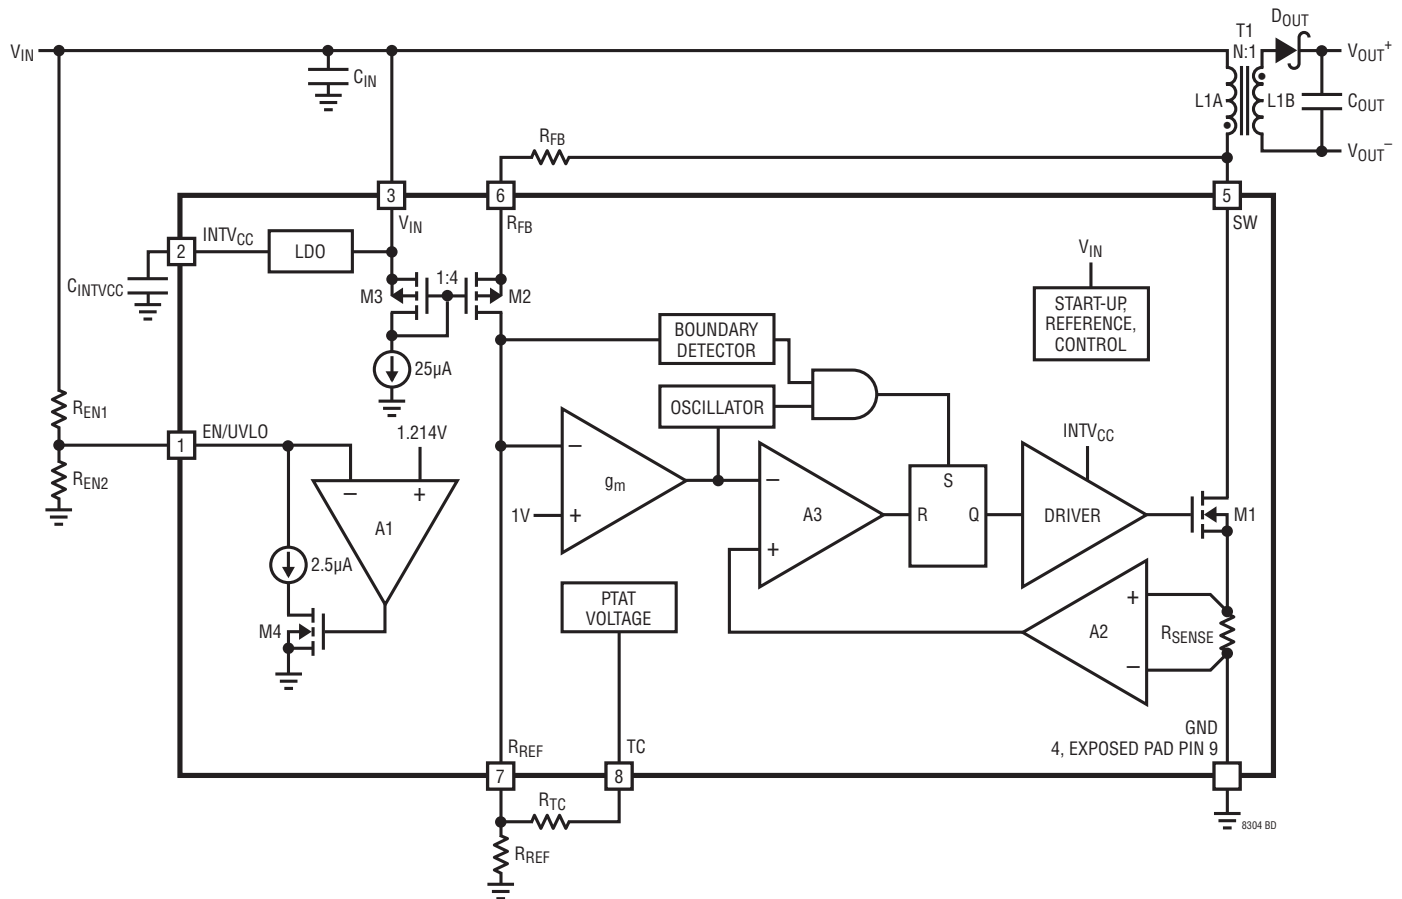 VIN
CIN
T1
N:1
DOUT
VOUT+
L1A
L1B
COUT
VOUT–
RFB
3
6
5
VIN
RFB
SW
2
INTVCC
LDO
CINTVCC
M3
1:4
M2
25µA
VIN
START-UP,
REFERENCE,
CONTROL
BOUNDARY
DETECTOR
OSCILLATOR
REN1
1
EN/UVLO
1.214V
REN2
–
+
A1
2.5µA
M4
–
gm
1V
+
–
A3
+
S
R
Q
INTVCC
DRIVER
M1
PTAT
VOLTAGE
+
A2
–
RSENSE
GND
4, EXPOSED PAD PIN 9
RREF
TC
7
8
RTC
RREF
8304 BD